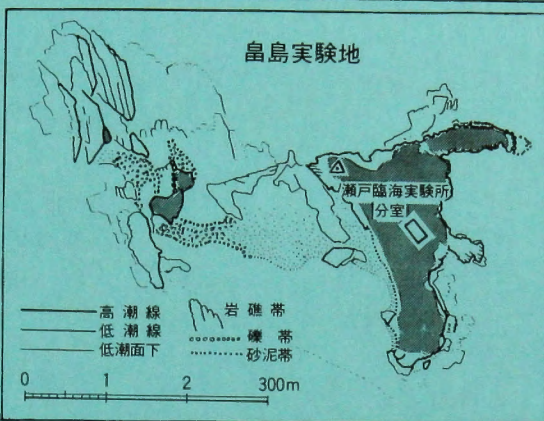 畠島実験地
瀬戸臨海実験所
分室
高潮線
低潮線
低潮面下
岩礁帯
礫帯
砂泥帯
0 1 2 300m